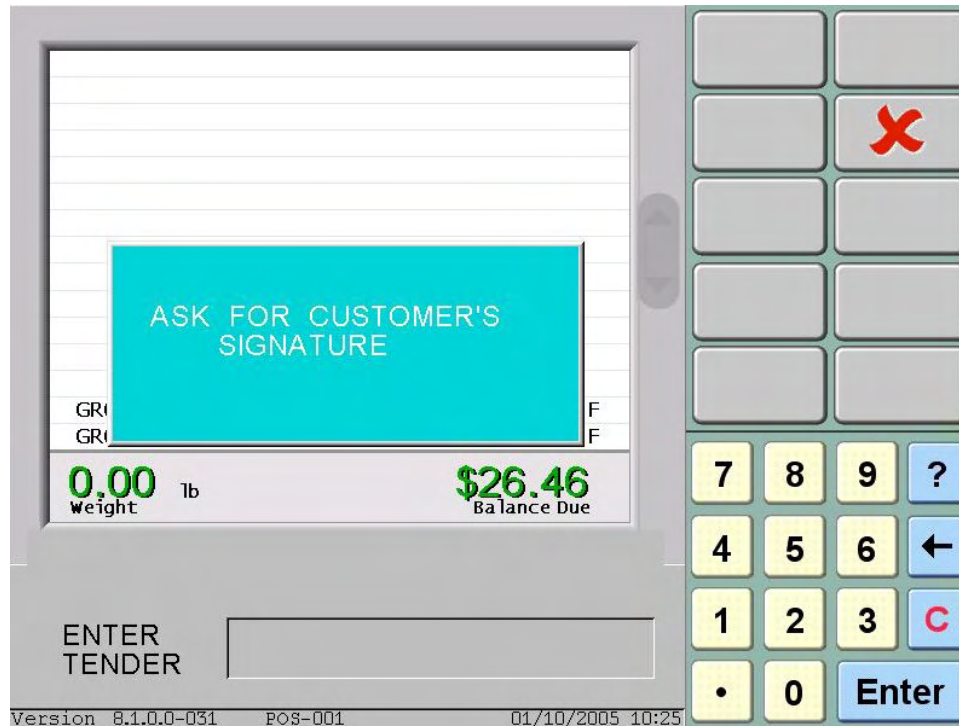 ASK FOR CUSTOMER'S
SIGNATURE
GR F
GR F
0.00 lb $26.46
Weight Balance Due
ENTER
TENDER
7 8 9 ?
4 5 6 ←
1 2 3 C
• 0 Enter
Version 8.1.0.0-031 POS-001 01/10/2005 10:25